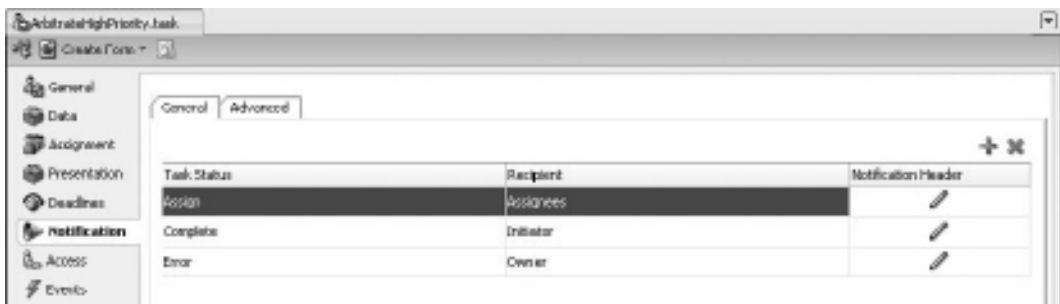 ArbitrateHighPriority.task
Create Form
General
Data
Assignment
Presentation
Deadlines
Notification
Access
Events
General Advanced
Task Status Recipient Notification Header
Assign Assignees
Complete Initiator
Error Owner